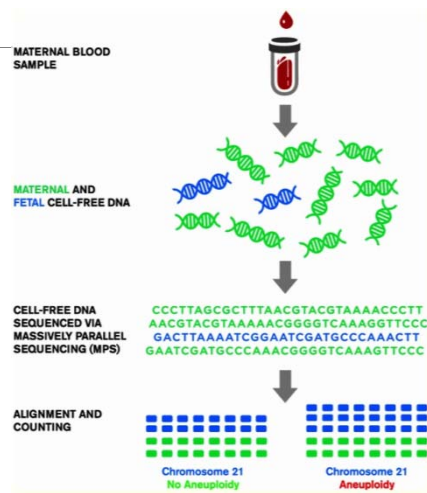 MATERNAL BLOOD
SAMPLE
MATERNAL AND
FETAL CELL-FREE DNA
CELL-FREE DNA
SEQUENCED VIA
MASSIVELY PARALLEL
SEQUENCING (MPS)
CCCTTAGCGCTTTAACGTACGTAAAACCCTT
AACGTACGTAAAAACGGGGTCAAAGGTTCCC
GACTTAAAATCGGAATCGATGCCCAAACTT
GAATCGATGCCCAAACGGGGTCAAAGTTCCC
ALIGNMENT AND
COUNTING
Chromosome 21
No Aneuploidy
Chromosome 21
Aneuploidy